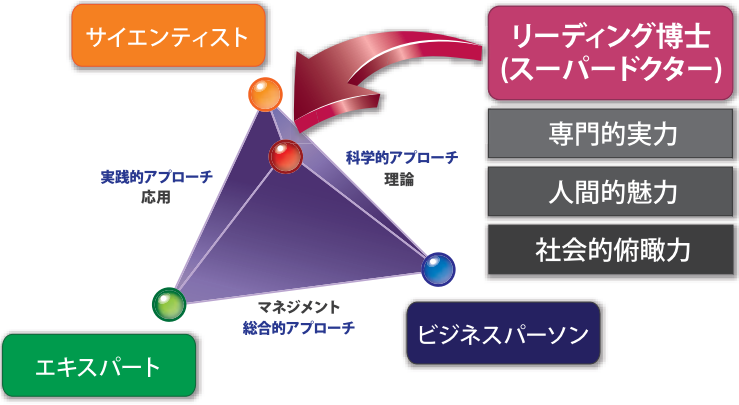 サイエンティスト
リーディング博士
(スーパードクター)
専門的実力
人間的魅力
社会的俯瞰力
実践的アプローチ
応用
科学的アプローチ
理論
マネジメント
総合的アプローチ
エキスパート
ビジネスパーソン